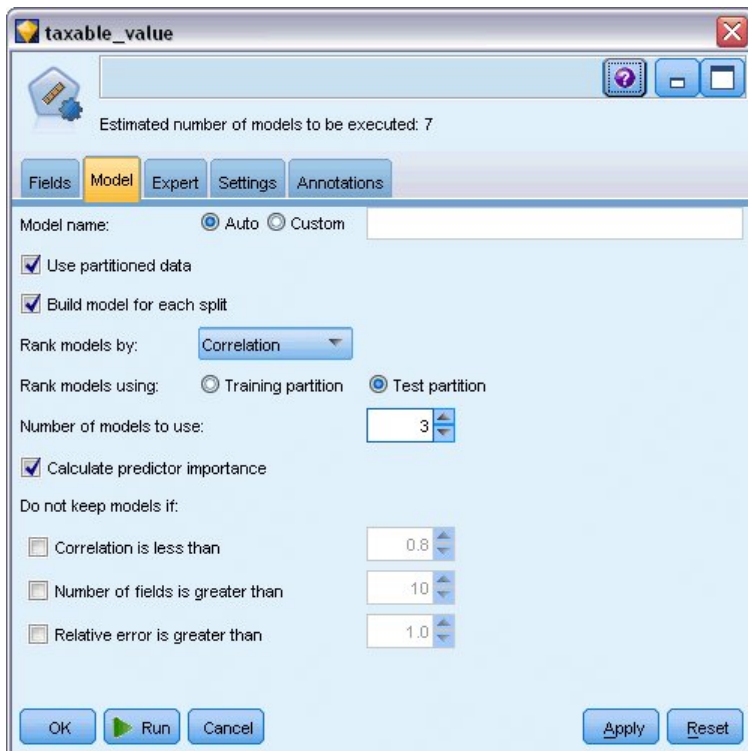 taxable_value
Estimated number of models to be executed: 7
Fields Model Expert Settings Annotations
Model name: Auto Custom
Use partitioned data
Build model for each split
Rank models by: Correlation
Rank models using: Training partition Test partition
Number of models to use: 3
Calculate predictor importance
Do not keep models if:
Correlation is less than 0.8
Number of fields is greater than 10
Relative error is greater than 1.0
OK Run Cancel Apply Reset